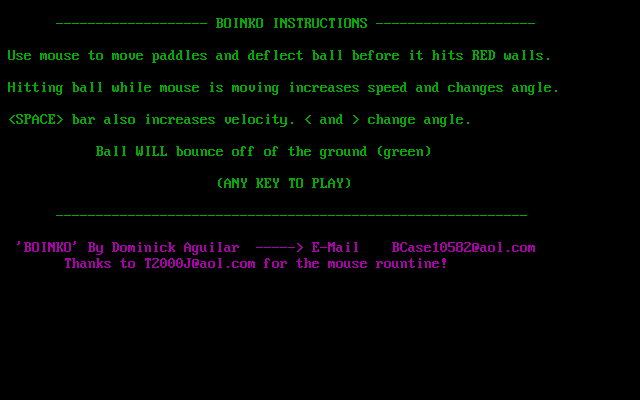 ------------------- BOINKO INSTRUCTIONS --------------------
Use mouse to move paddles and deflect ball before it hits RED walls.
Hitting ball while mouse is moving increases speed and changes angle.
<SPACE> bar also increases velocity. < and > change angle.
Ball WILL bounce off of the ground (green)
(ANY KEY TO PLAY)
-----------------------------------------------------------
'BOINKO' By Dominick Aguilar  -----> E-Mail    BCase10582@aol.com
Thanks to T2000J@aol.com for the mouse rountine!